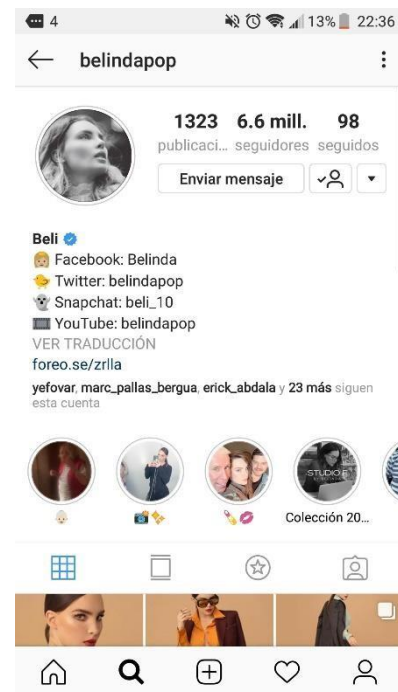 4 13% 22:36
belindapop
1323 6.6 mill. 98
publicaci... seguidores seguidos
Enviar mensaje
Beli
Facebook: Belinda
Twitter: belindapop
Snapchat: beli_10
YouTube: belindapop
VER TRADUCCIÓN
foreo.se/zrlla
yefovar, marc_pallas_bergua, erick_abdala y 23 más siguen
esta cuenta
STUDIO F
Colección 20...